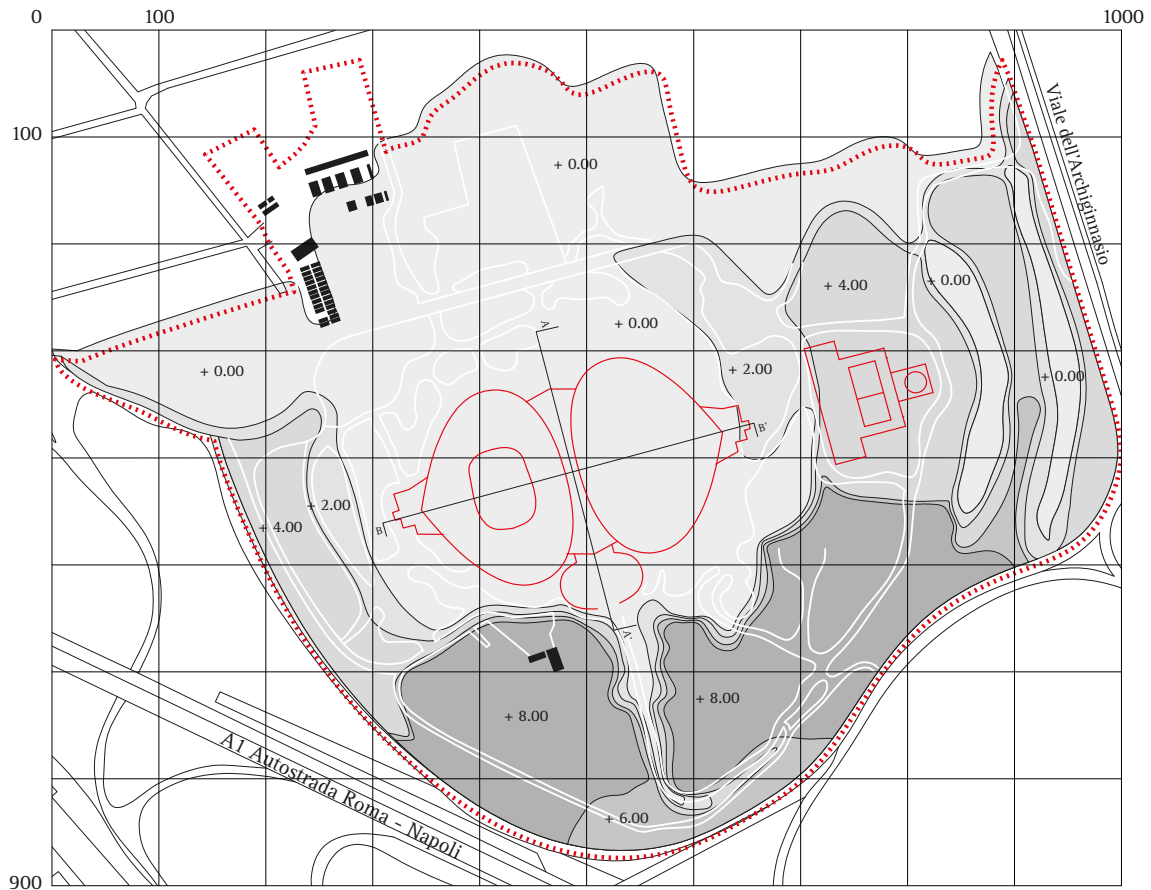 0 100 1000
100
+ 0.00
Viale dell'Archiginnasio
+ 4.00
+ 0.00
A
+ 0.00
+ 0.00
+ 2.00
+ 0.00
B'
+ 2.00
+ 4.00
B
A'
+ 8.00
+ 8.00
A1 Autostrada Roma - Napoli
+ 6.00
900